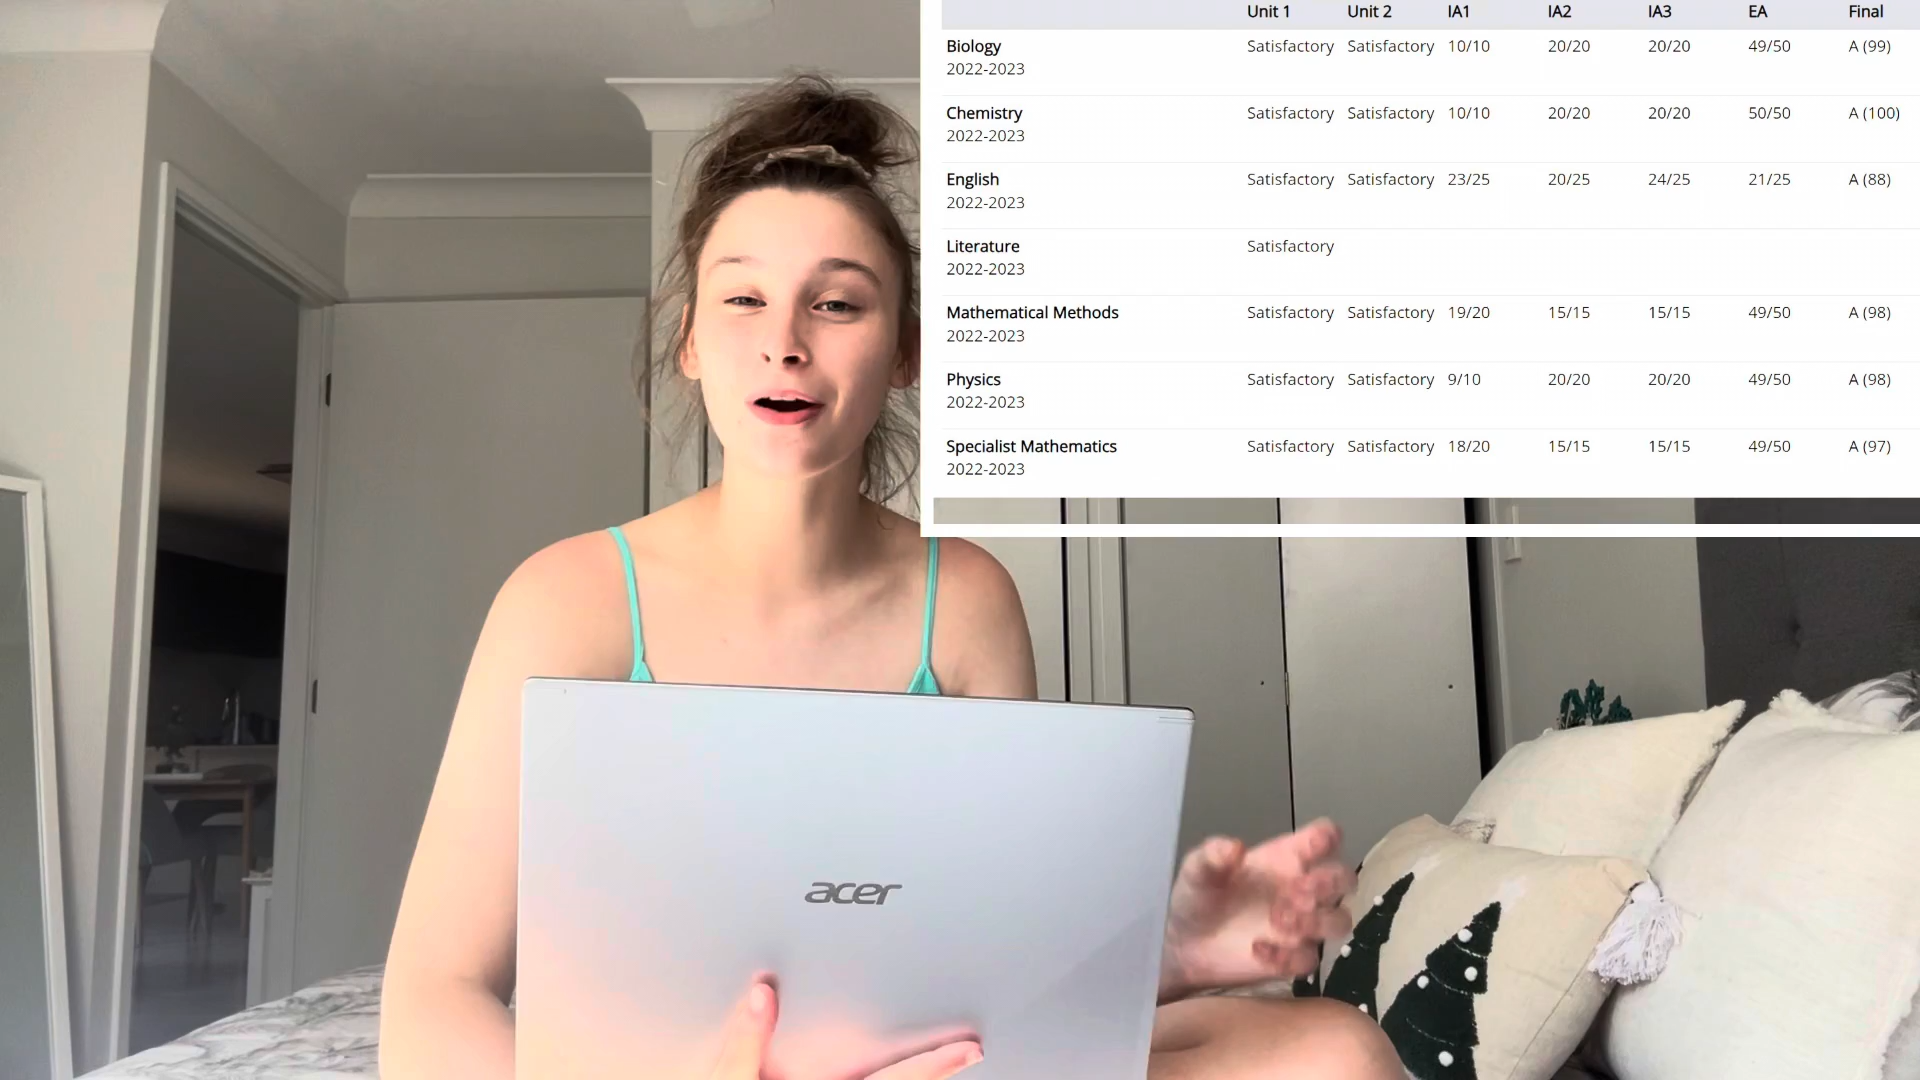 Unit 1 Unit 2 IA1 IA2 IA3 EA Final
Biology Satisfactory Satisfactory 10/10 20/20 20/20 49/50 A (99)
2022-2023
Chemistry Satisfactory Satisfactory 10/10 20/20 20/20 50/50 A (100)
2022-2023
English Satisfactory Satisfactory 23/25 20/25 24/25 21/25 A (88)
2022-2023
Literature Satisfactory
2022-2023
Mathematical Methods Satisfactory Satisfactory 19/20 15/15 15/15 49/50 A (98)
2022-2023
Physics Satisfactory Satisfactory 9/10 20/20 20/20 49/50 A (98)
2022-2023
Specialist Mathematics Satisfactory Satisfactory 18/20 15/15 15/15 49/50 A (97)
2022-2023
acer